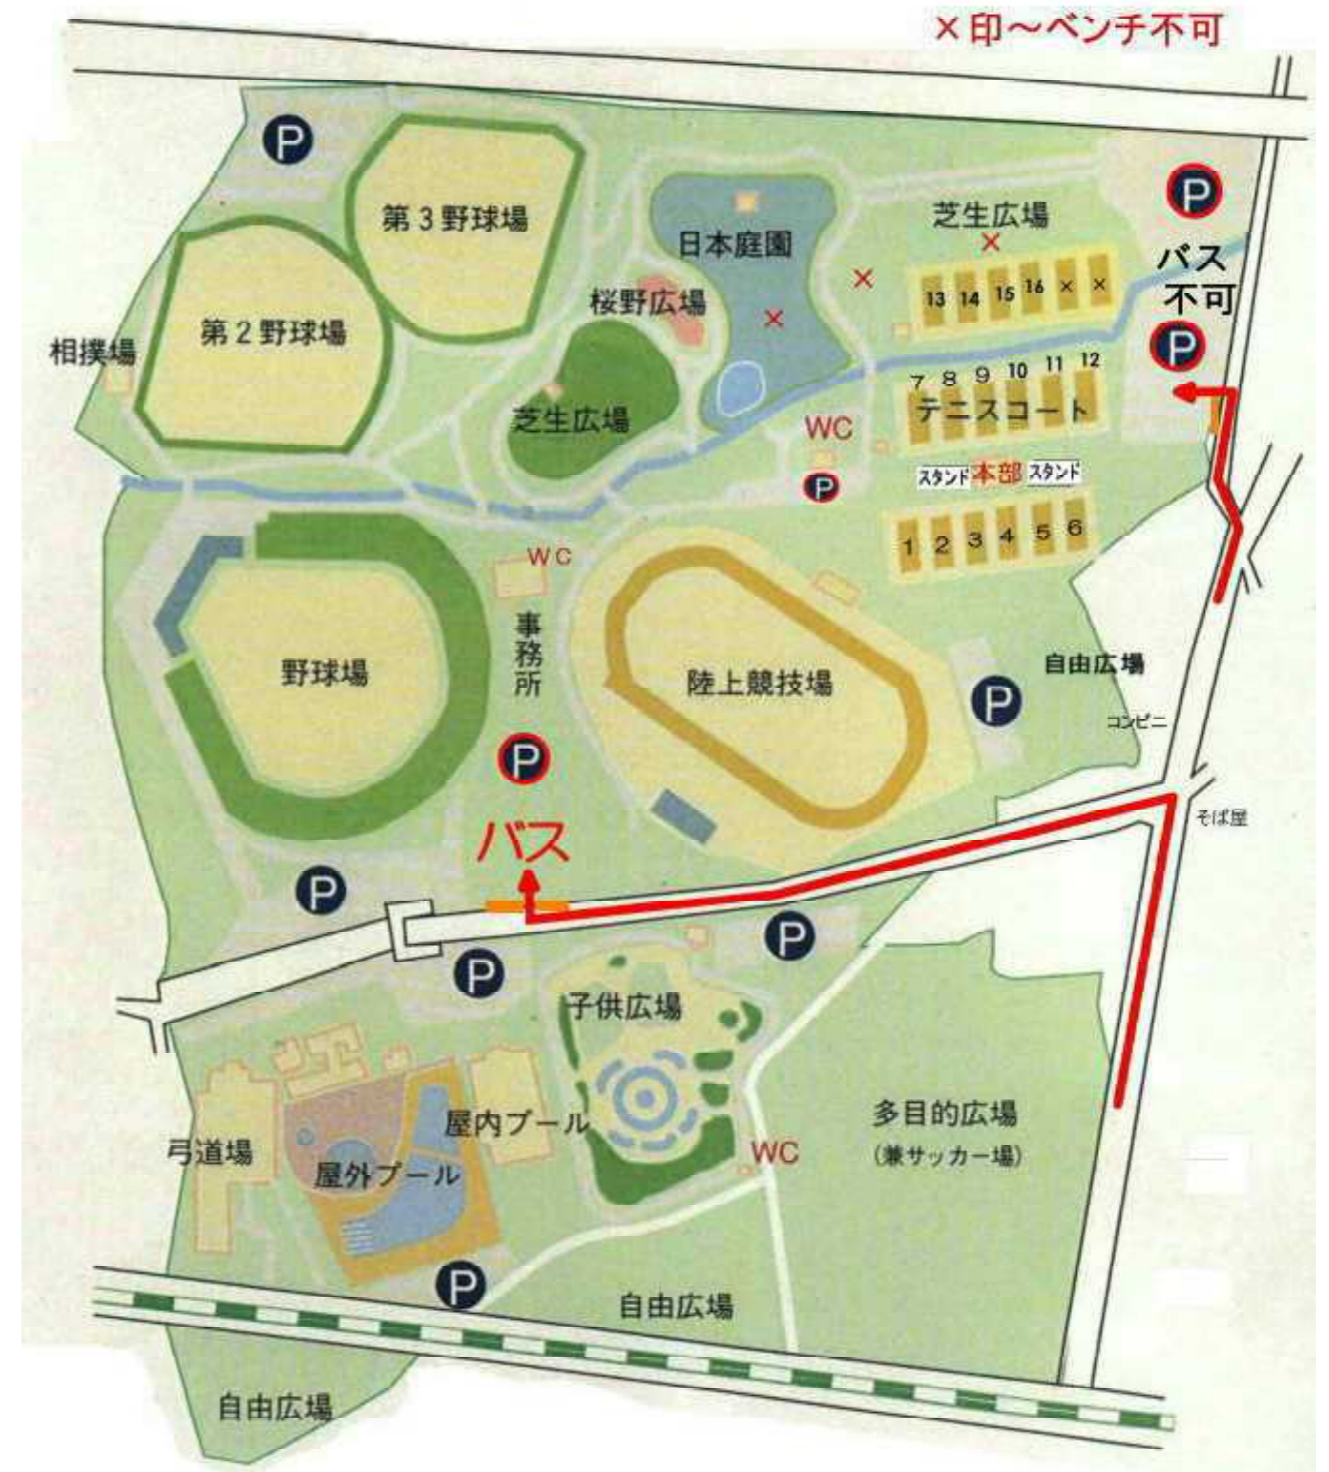 ×印～ベンチ不可
P
第3野球場
P
芝生広場
日本庭園
×
×
×
バス
不可
13 14 15 16 × ×
桜野広場
第2野球場
相撲場
P
7 8 9 10 11 12
テニスコート
芝生広場
WC
P
スタンド 本部 スタンド
1 2 3 4 5 6
WC
事務所
野球場
陸上競技場
自由広場
P
コンビニ
P
そば屋
バス
P
P
P
子供広場
屋内プール
多目的広場
(兼サッカー場)
弓道場
屋外プール
WC
P
自由広場
自由広場